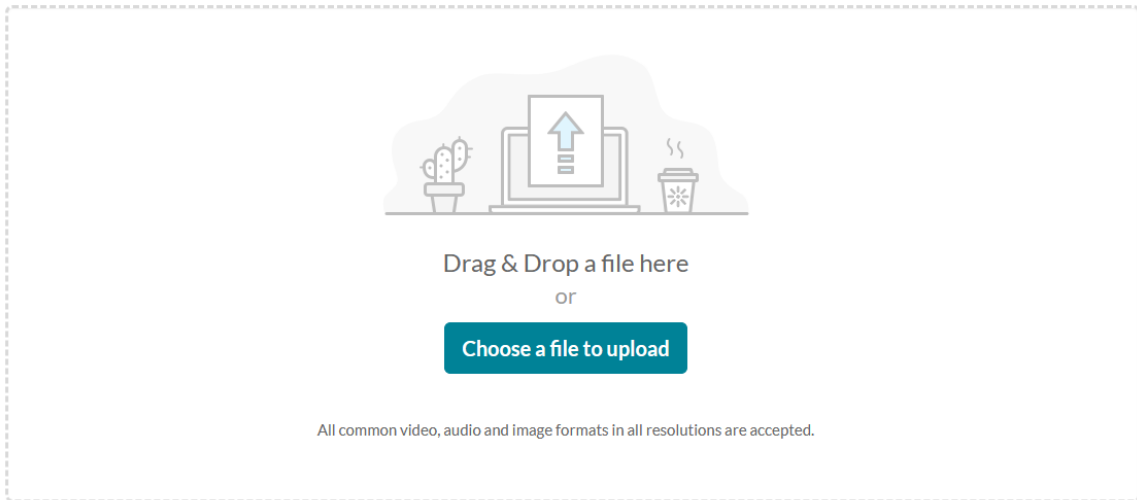 Drag & Drop a file here
or
Choose a file to upload
All common video, audio and image formats in all resolutions are accepted.